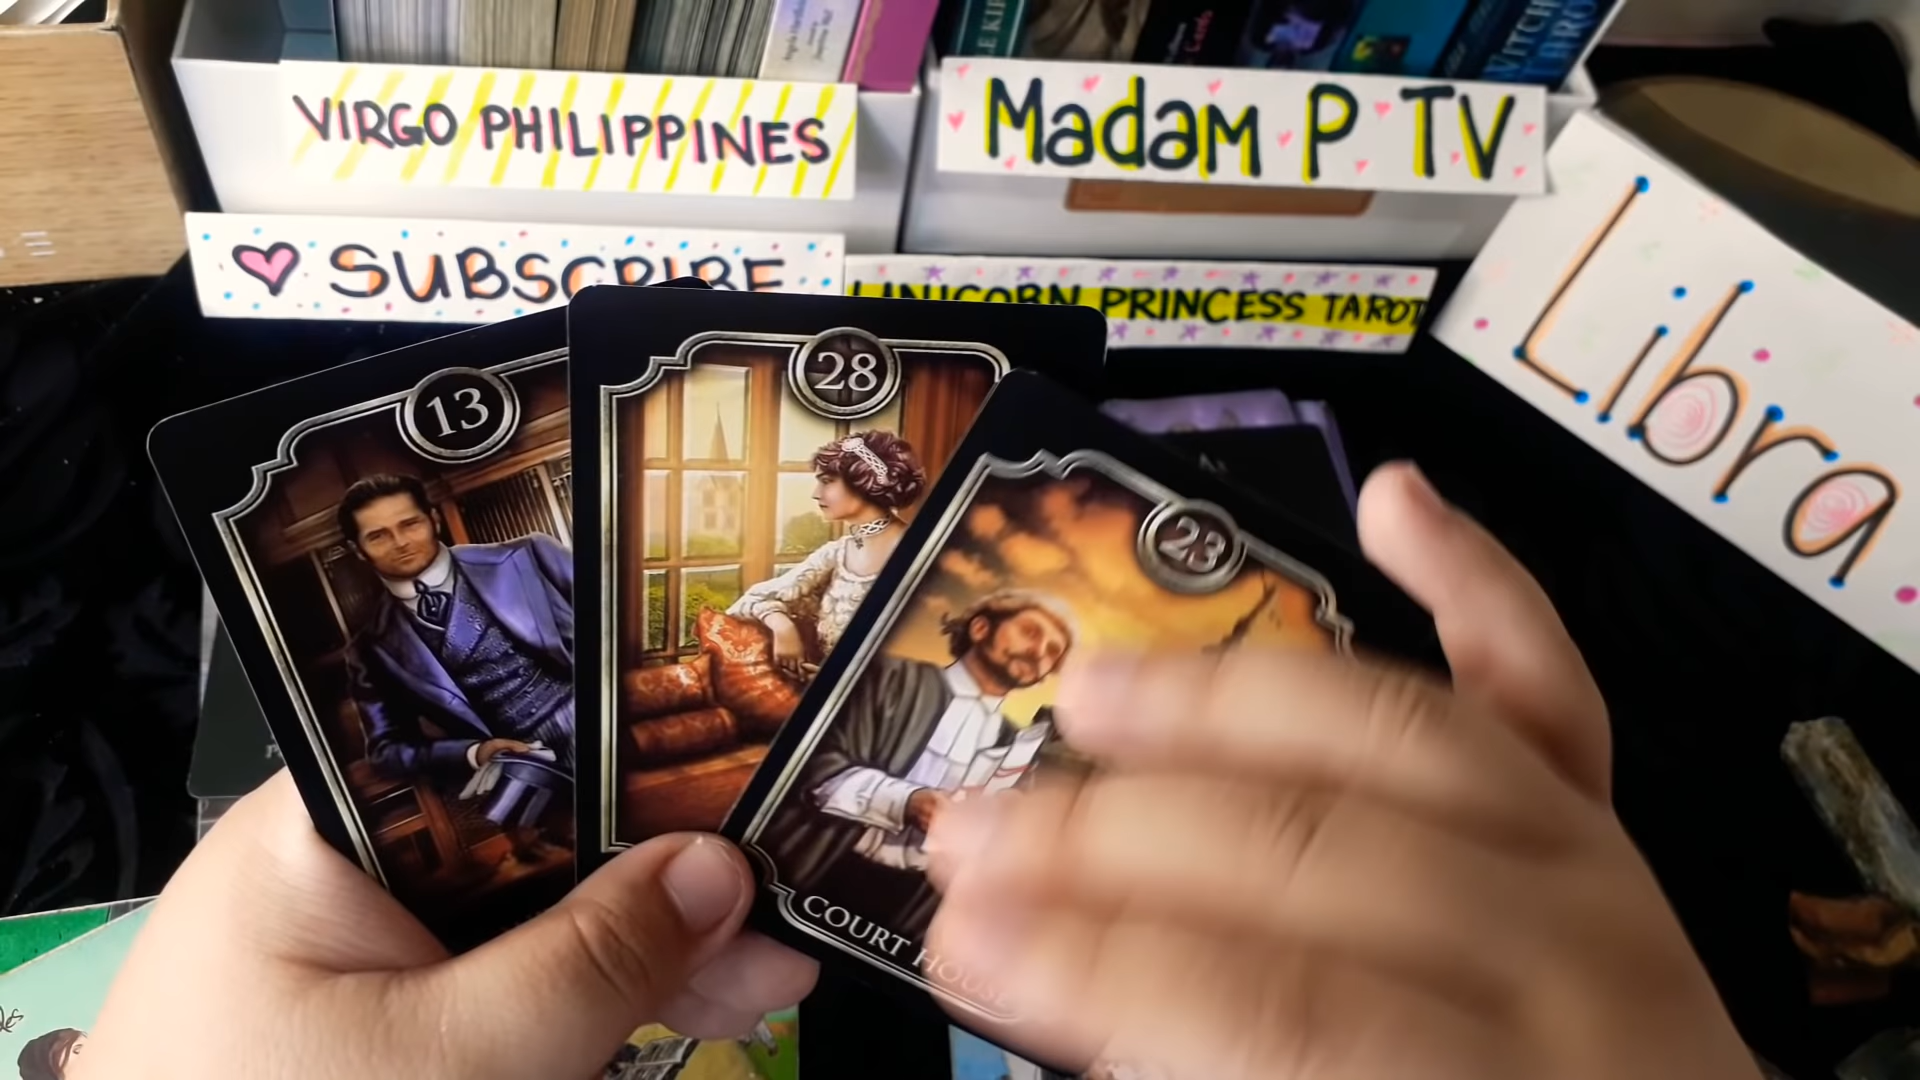 VIRGO PHILIPPINES
Madam P TV
SUBSCRIBE
UNICORN PRINCESS TAROT
Libra
13
28
23
COURT HOUSE